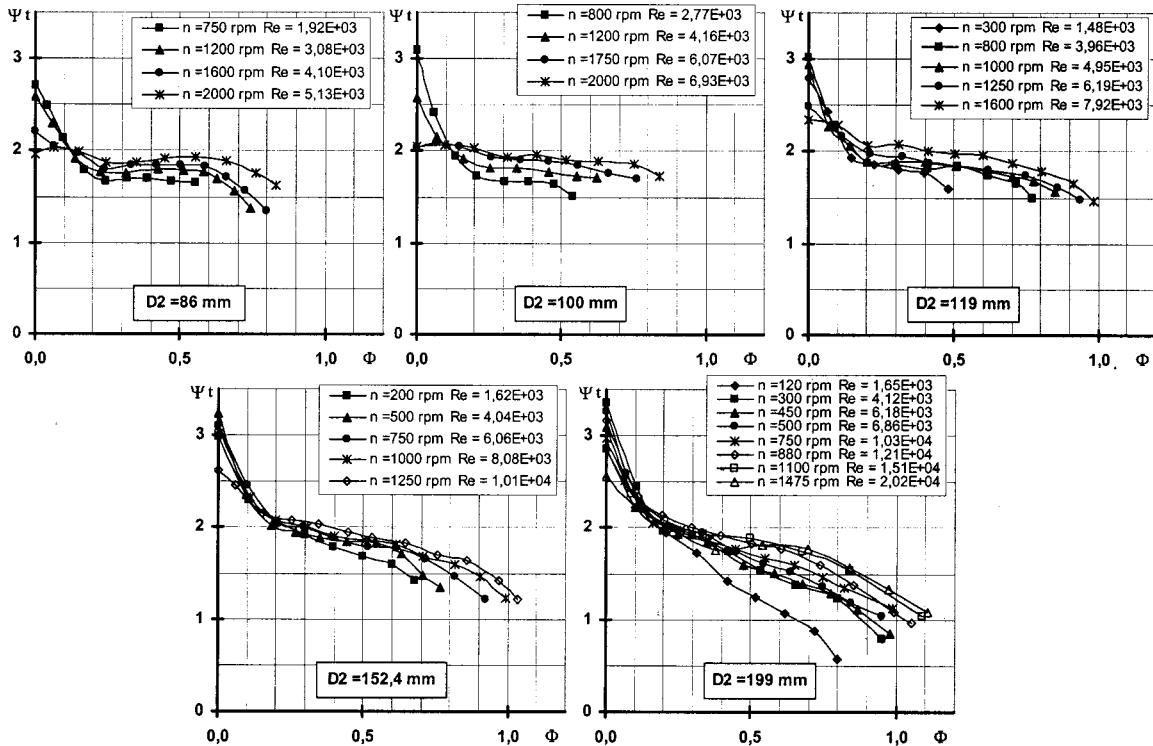 Ψ t
n =750 rpm Re =1,92E+03
n =1200 rpm Re =3,08E+03
n =1600 rpm Re =4,10E+03
n =2000 rpm Re =5,13E+03
3
2
1
0
D2 =86 mm
0,0 0,5 1,0 Φ
Ψ t
n =800 rpm Re =2,77E+03
n =1200 rpm Re =4,16E+03
n =1750 rpm Re =6,07E+03
n =2000 rpm Re =6,93E+03
3
2
1
0
D2 =100 mm
0,0 0,5 1,0 Φ
Ψ t
n =300 rpm Re =1,48E+03
n =800 rpm Re =3,96E+03
n =1000 rpm Re =4,95E+03
n =1250 rpm Re =6,19E+03
n =1600 rpm Re =7,92E+03
3
2
1
0
D2 =119 mm
0,0 0,5 1,0 Φ
Ψ t
n =200 rpm Re =1,62E+03
n =500 rpm Re =4,04E+03
n =750 rpm Re =6,06E+03
n =1000 rpm Re =8,08E+03
n =1250 rpm Re =1,01E+04
3
2
1
0
D2 =152,4 mm
0,0 0,5 1,0 Φ
Ψ t
n =120 rpm Re =1,65E+03
n =300 rpm Re =4,12E+03
n =450 rpm Re =6,18E+03
n =500 rpm Re =6,86E+03
n =750 rpm Re =1,03E+04
n =880 rpm Re =1,21E+04
n =1100 rpm Re =1,51E+04
n =1475 rpm Re =2,02E+04
3
2
1
0
D2 =199 mm
0,0 0,5 1,0 Φ